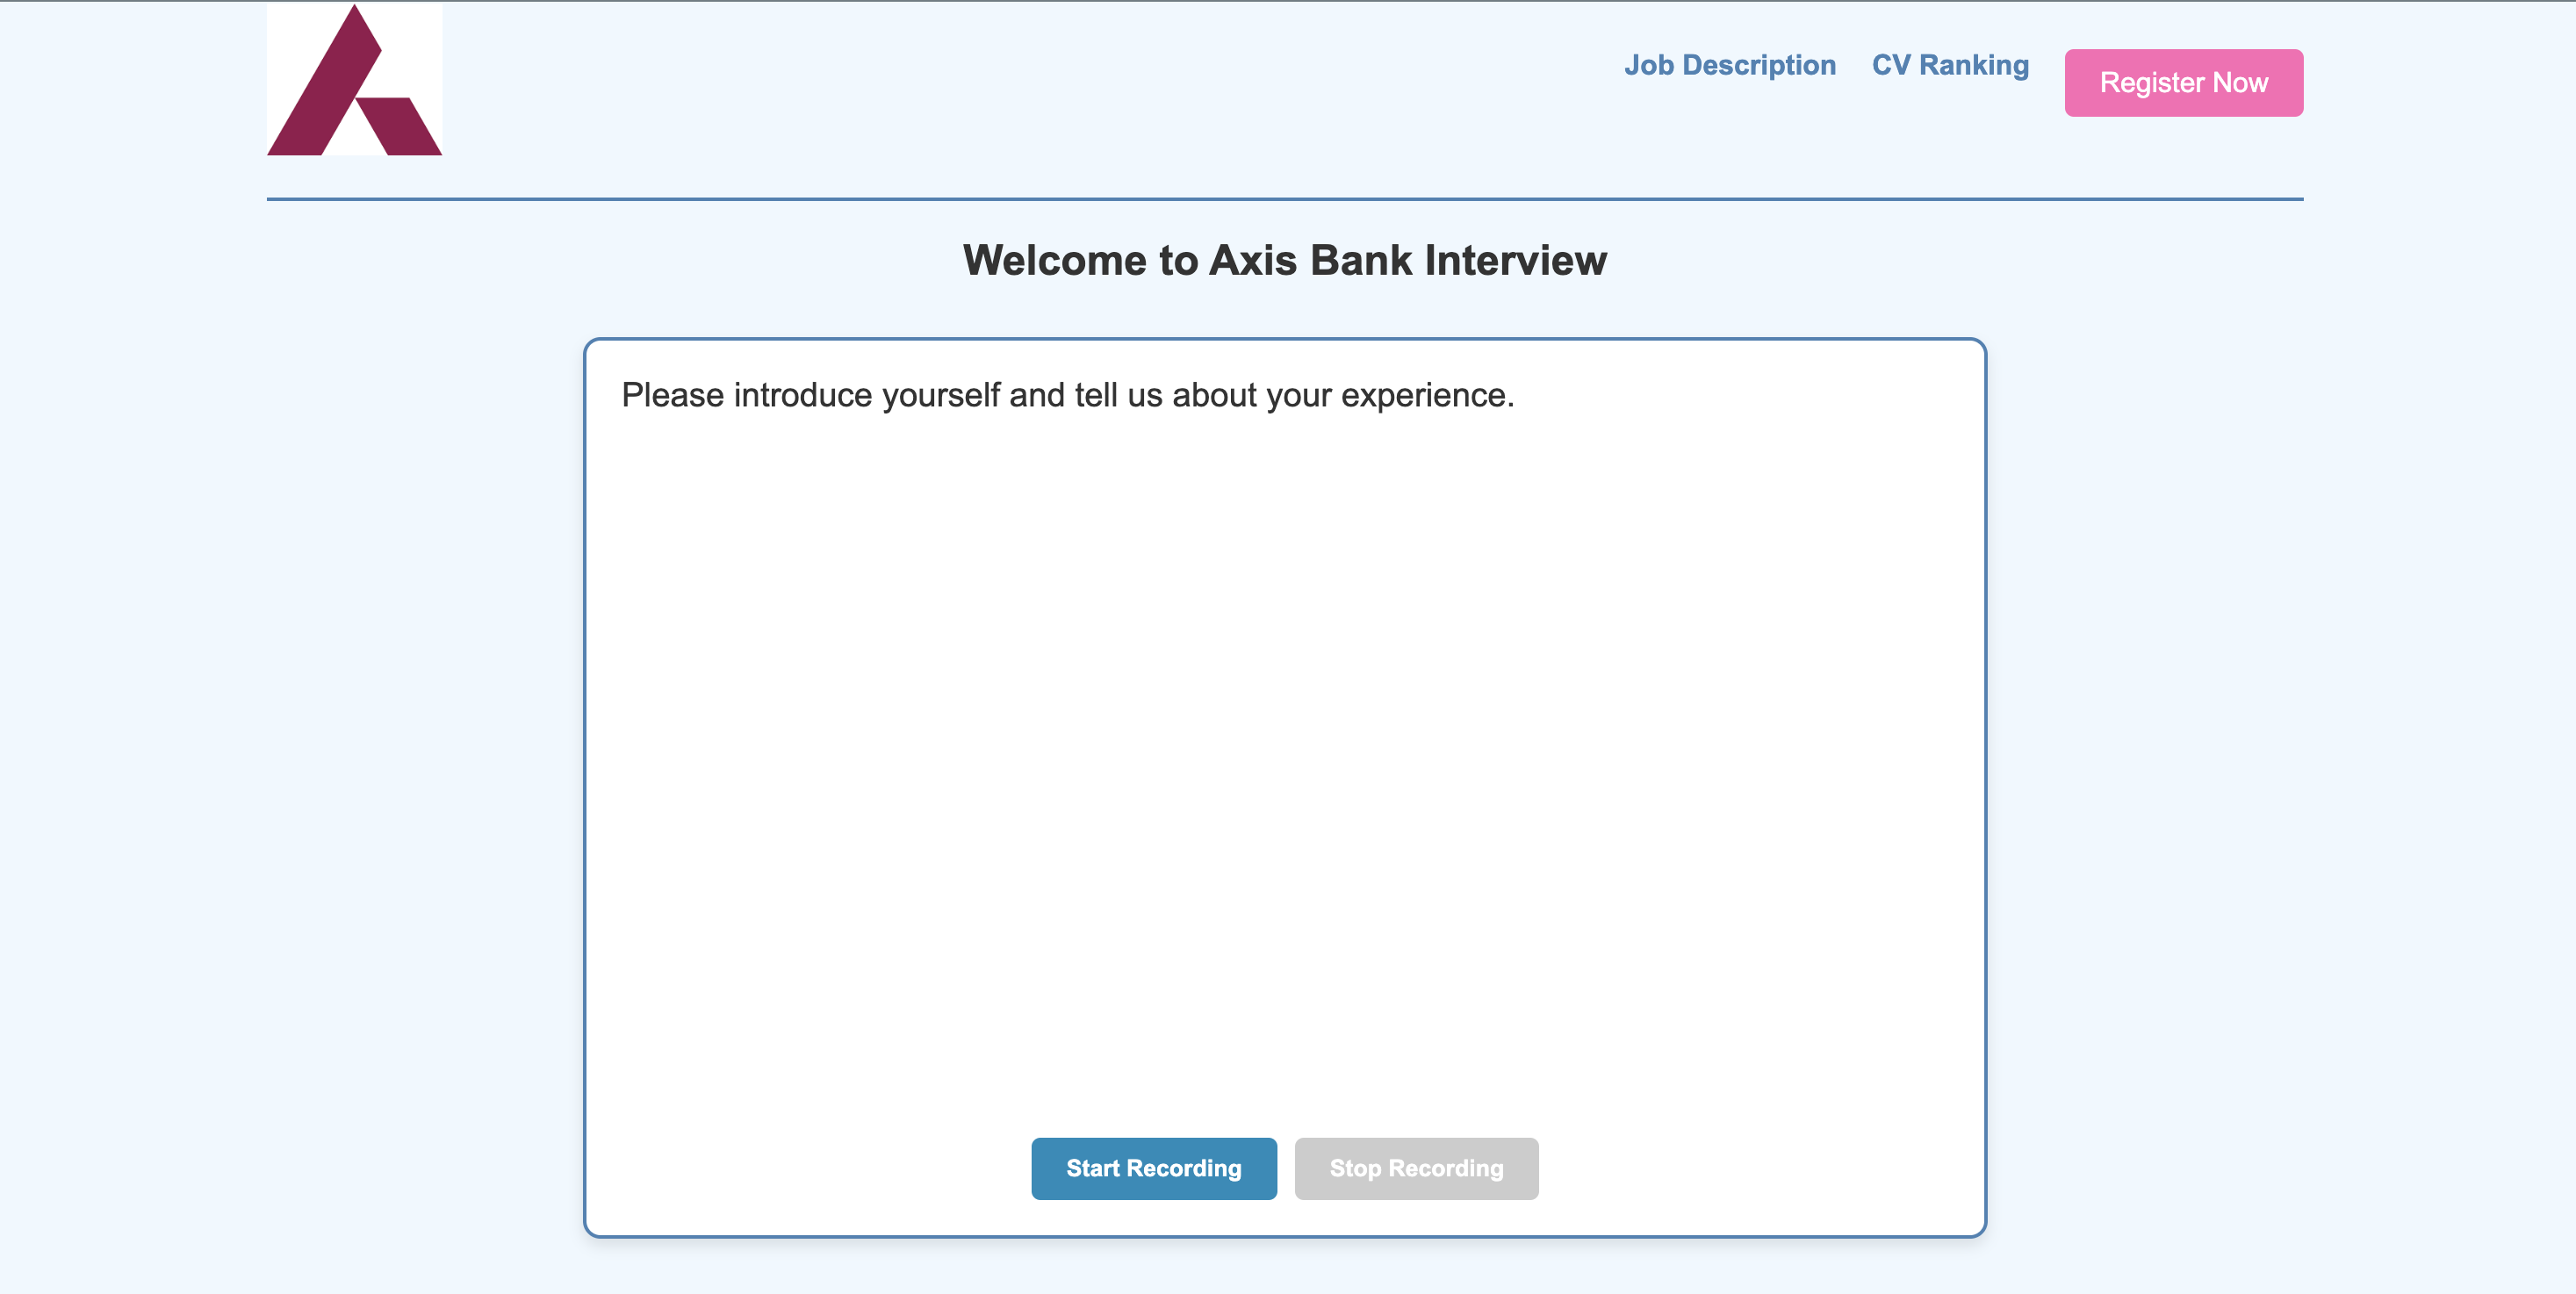 Job Description
CV Ranking
Register Now
Welcome to Axis Bank Interview
Please introduce yourself and tell us about your experience.
Start Recording
Stop Recording